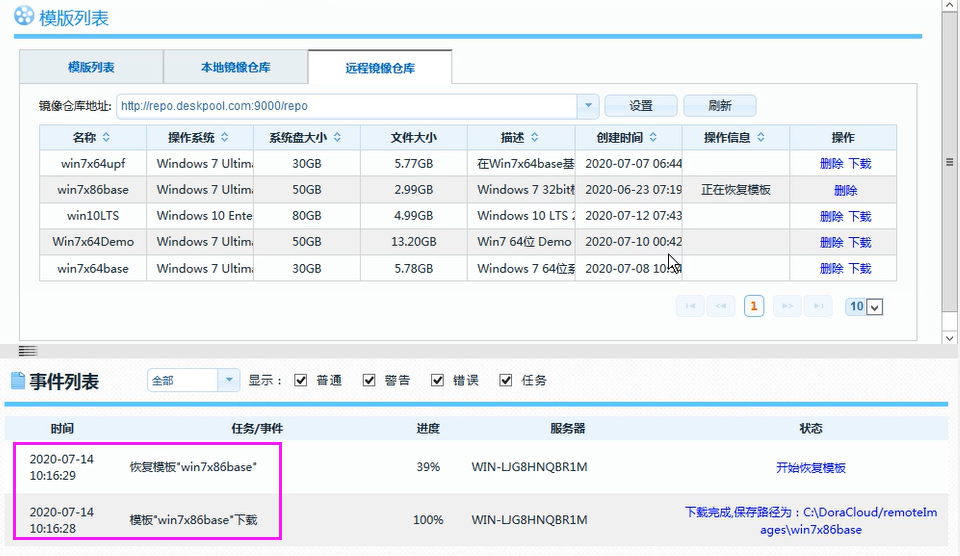 模版列表
模版列表 本地镜像仓库 远程镜像仓库
镜像仓库地址: http://repo.deskpool.com:9000/repo 设置 刷新
名称 操作系统 系统盘大小 文件大小 描述 创建时间 操作信息 操作
win7x64upf Windows 7 Ultima 30GB 5.77GB 在Win7x64base基 2020-07-07 06:44 删除 下载
win7x86base Windows 7 Ultima 50GB 2.99GB Windows 7 32bit 2020-06-23 07:19 正在恢复模板 删除
win10LTS Windows 10 Ente 80GB 4.99GB Windows 10 LTS 2 2020-07-12 07:43 删除 下载
Win7x64Demo Windows 7 Ultima 50GB 13.20GB Win7 64位 Demo 2020-07-10 00:42 删除 下载
win7x64base Windows 7 Ultima 30GB 5.78GB Windows 7 64位系 2020-07-08 删除 下载
1 10
事件列表 全部 显示： 普通 警告 错误 任务
时间 任务/事件 进度 服务器 状态
2020-07-14
10:16:29 恢复模板"win7x86base" 39% WIN-LJG8HNQBR1M 开始恢复模板
2020-07-14
10:16:28 模板"win7x86base"下载 100% WIN-LJG8HNQBR1M 下载完成,保存路径为：C:\DoraCloud/remoteIm
ages\win7x86base